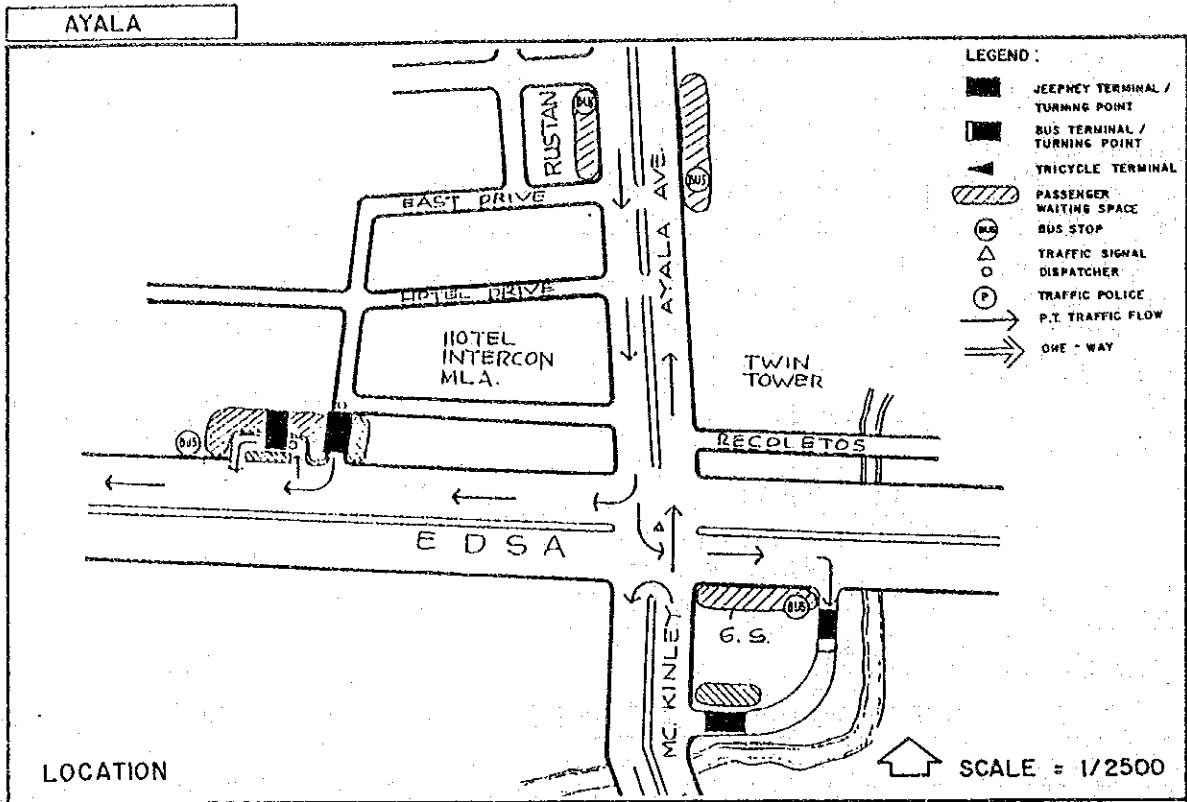 AYALA
LEGEND :
JEEPNEY TERMINAL /
TURNING POINT
BUS TERMINAL /
TURNING POINT
TRICYCLE TERMINAL
PASSENGER
WAITING SPACE
BUS
BUS STOP
TRAFFIC SIGNAL
DISPATCHER
P
TRAFFIC POLICE
P.T. TRAFFIC FLOW
ONE - WAY
RUSTAN
BUS
BUS
AYALA AVE.
EAST DRIVE
HOTEL DRIVE
HOTEL
INTERCON
MLA.
TWIN
TOWER
BUS
RECOLETOS
EDSA
BUS
G. S.
MC. KINLEY
LOCATION
SCALE = 1/2500